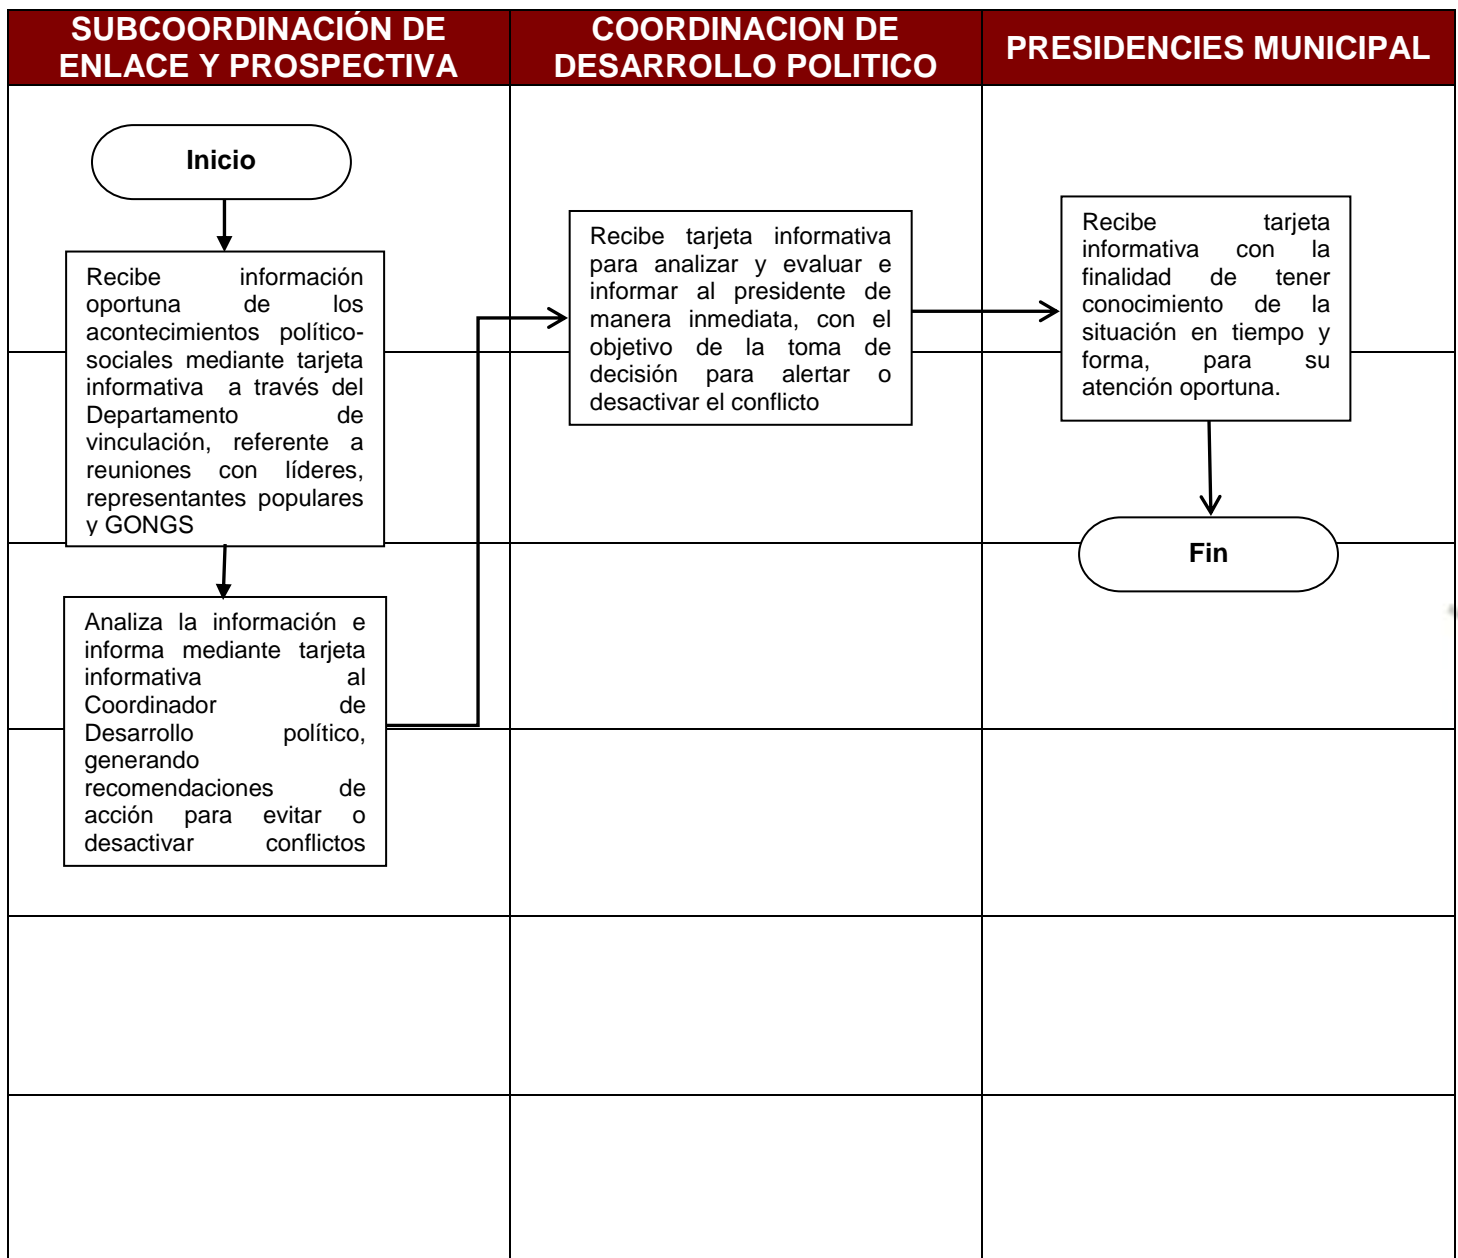 SUBCOORDINACIÓN DE
ENLACE Y PROSPECTIVA
COORDINACION DE
DESARROLLO POLITICO
PRESIDENCIES MUNICIPAL
Inicio
Recibe información
oportuna de los
acontecimientos político-
sociales mediante tarjeta
informativa a través del
Departamento de
vinculación, referente a
reuniones con líderes,
representantes populares
y GONGS
Analiza la información e
informa mediante tarjeta
informativa al
Coordinador de
Desarrollo político,
generando
recomendaciones de
acción para evitar o
desactivar conflictos
Recibe tarjeta informativa
para analizar y evaluar e
informar al presidente de
manera inmediata, con el
objetivo de la toma de
decisión para alertar o
desactivar el conflicto
Recibe tarjeta
informativa con la
finalidad de tener
conocimiento de la
situación en tiempo y
forma, para su
atención oportuna.
Fin